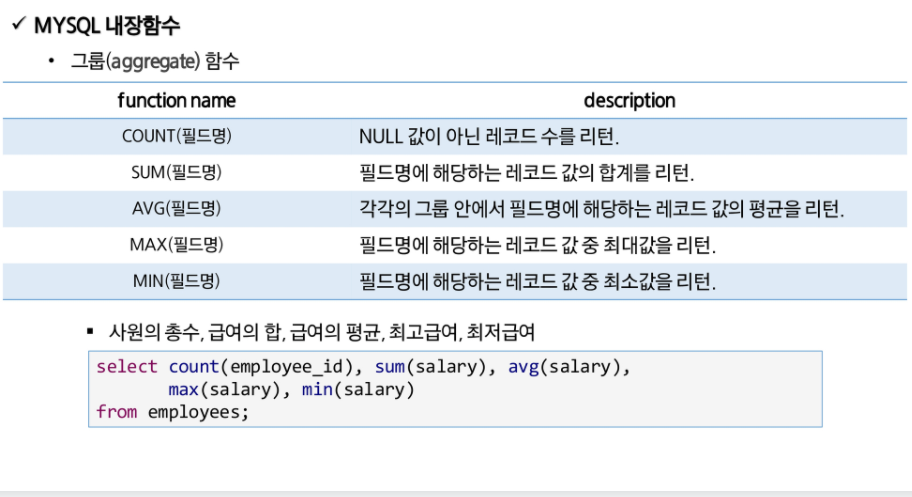 ✓ MYSQL 내장함수
• 그룹(aggregate) 함수
function name description
COUNT(필드명) NULL 값이 아닌 레코드 수를 리턴.
SUM(필드명) 필드명에 해당하는 레코드 값의 합계를 리턴.
AVG(필드명) 각각의 그룹 안에서 필드명에 해당하는 레코드 값의 평균을 리턴.
MAX(필드명) 필드명에 해당하는 레코드 값 중 최대값을 리턴.
MIN(필드명) 필드명에 해당하는 레코드 값 중 최소값을 리턴.
▪ 사원의 총수, 급여의 합, 급여의 평균, 최고급여, 최저급여
select count(employee_id), sum(salary), avg(salary),
max(salary), min(salary)
from employees;